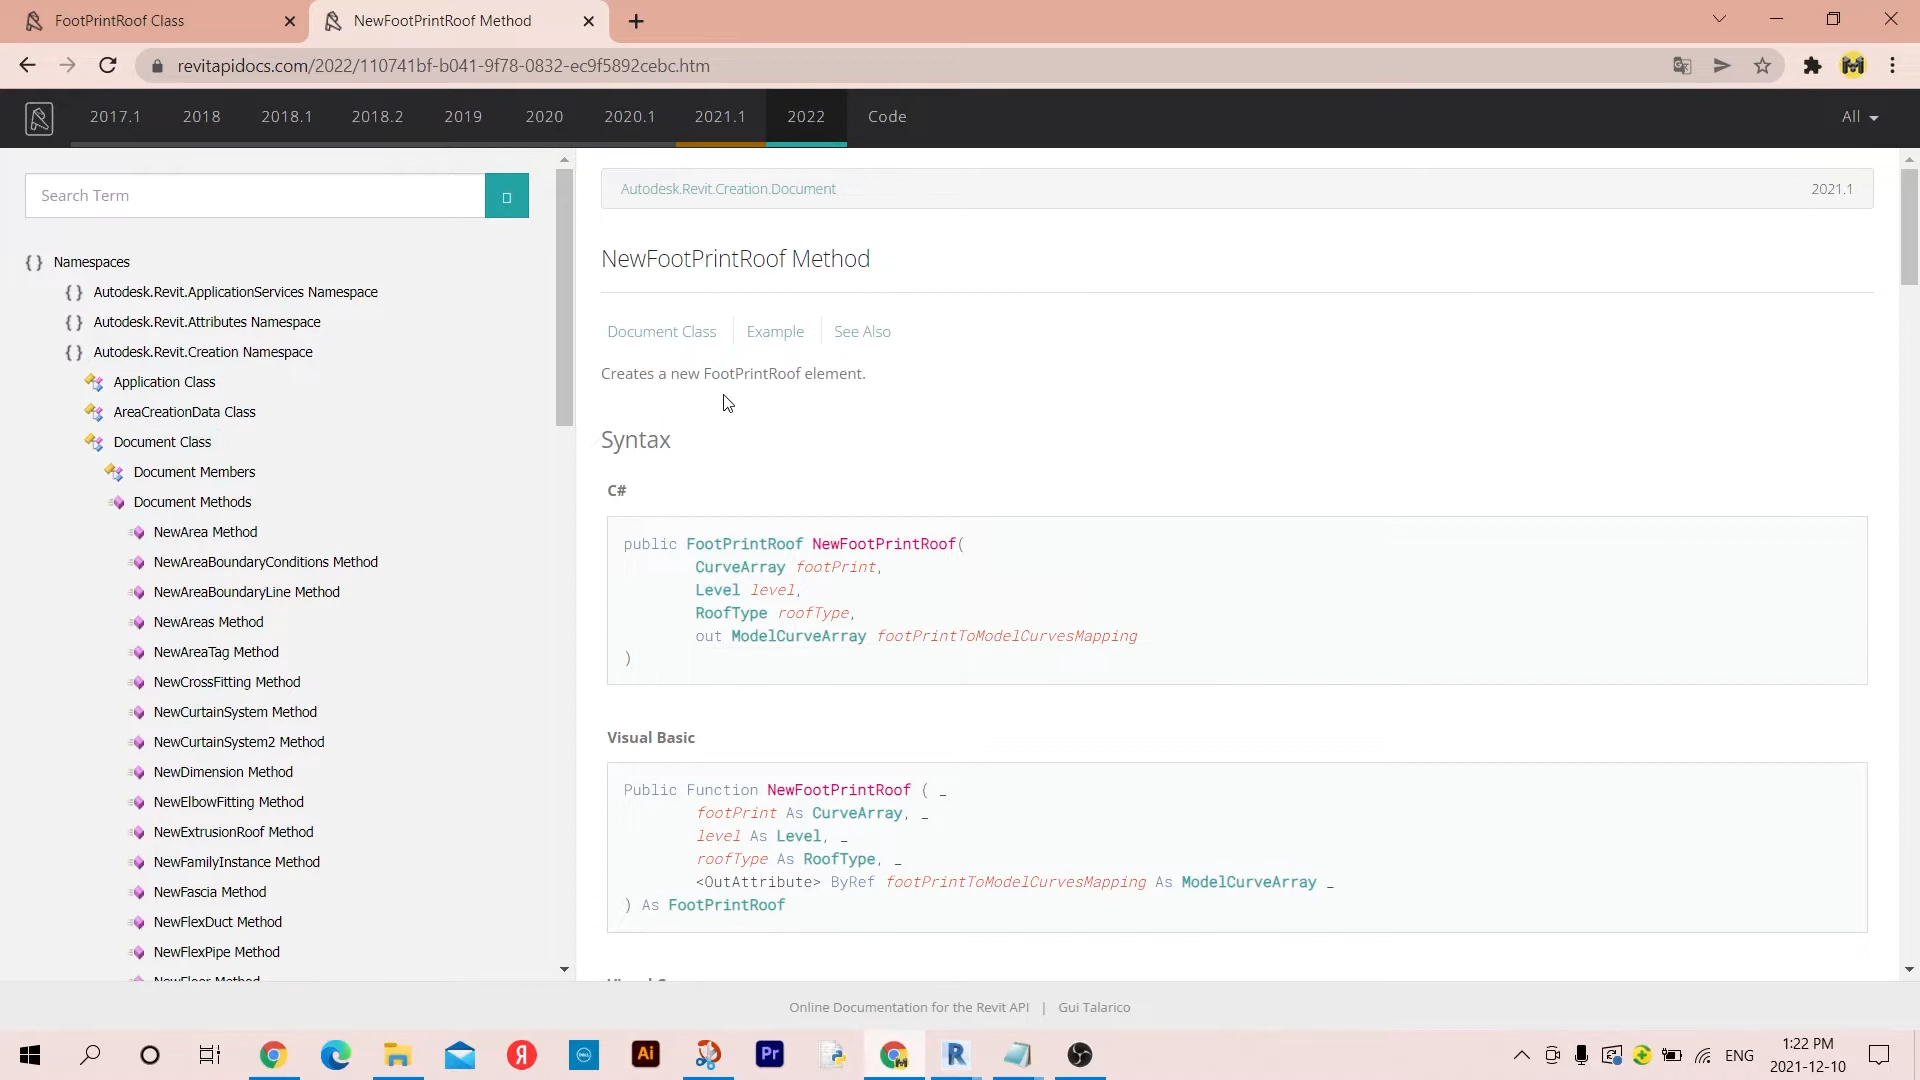 FootPrintRoof Class
NewFootPrintRoof Method
revitapidocs.com/2022/110741bf-b041-9f78-0832-ec9f5892cebc.htm
2017.1 2018 2018.1 2018.2 2019 2020 2020.1 2021.1 2022 Code All
Search Term
Namespaces
Autodesk.Revit.ApplicationServices Namespace
Autodesk.Revit.Attributes Namespace
Autodesk.Revit.Creation Namespace
Application Class
AreaCreationData Class
Document Class
Document Members
Document Methods
NewArea Method
NewAreaBoundaryConditions Method
NewAreaBoundaryLine Method
NewAreas Method
NewAreaTag Method
NewCrossFitting Method
NewCurtainSystem Method
NewCurtainSystem2 Method
NewDimension Method
NewElbowFitting Method
NewExtrusionRoof Method
NewFamilyInstance Method
NewFascia Method
NewFlexDuct Method
NewFlexPipe Method
NewFloor Method
Autodesk.Revit.Creation.Document 2021.1
NewFootPrintRoof Method
Document Class Example See Also
Creates a new FootPrintRoof element.
Syntax
C#
public FootPrintRoof NewFootPrintRoof(
CurveArray footPrint,
Level level,
RoofType roofType,
out ModelCurveArray footPrintToModelCurvesMapping
)
Visual Basic
Public Function NewFootPrintRoof ( _
footPrint As CurveArray, _
level As Level, _
roofType As RoofType, _
<OutAttribute> ByRef footPrintToModelCurvesMapping As ModelCurveArray _
) As FootPrintRoof
Online Documentation for the Revit API | Gui Talarico
Я
DELL
Ai
Pr
R
ENG
1:22 PM
2021-12-10